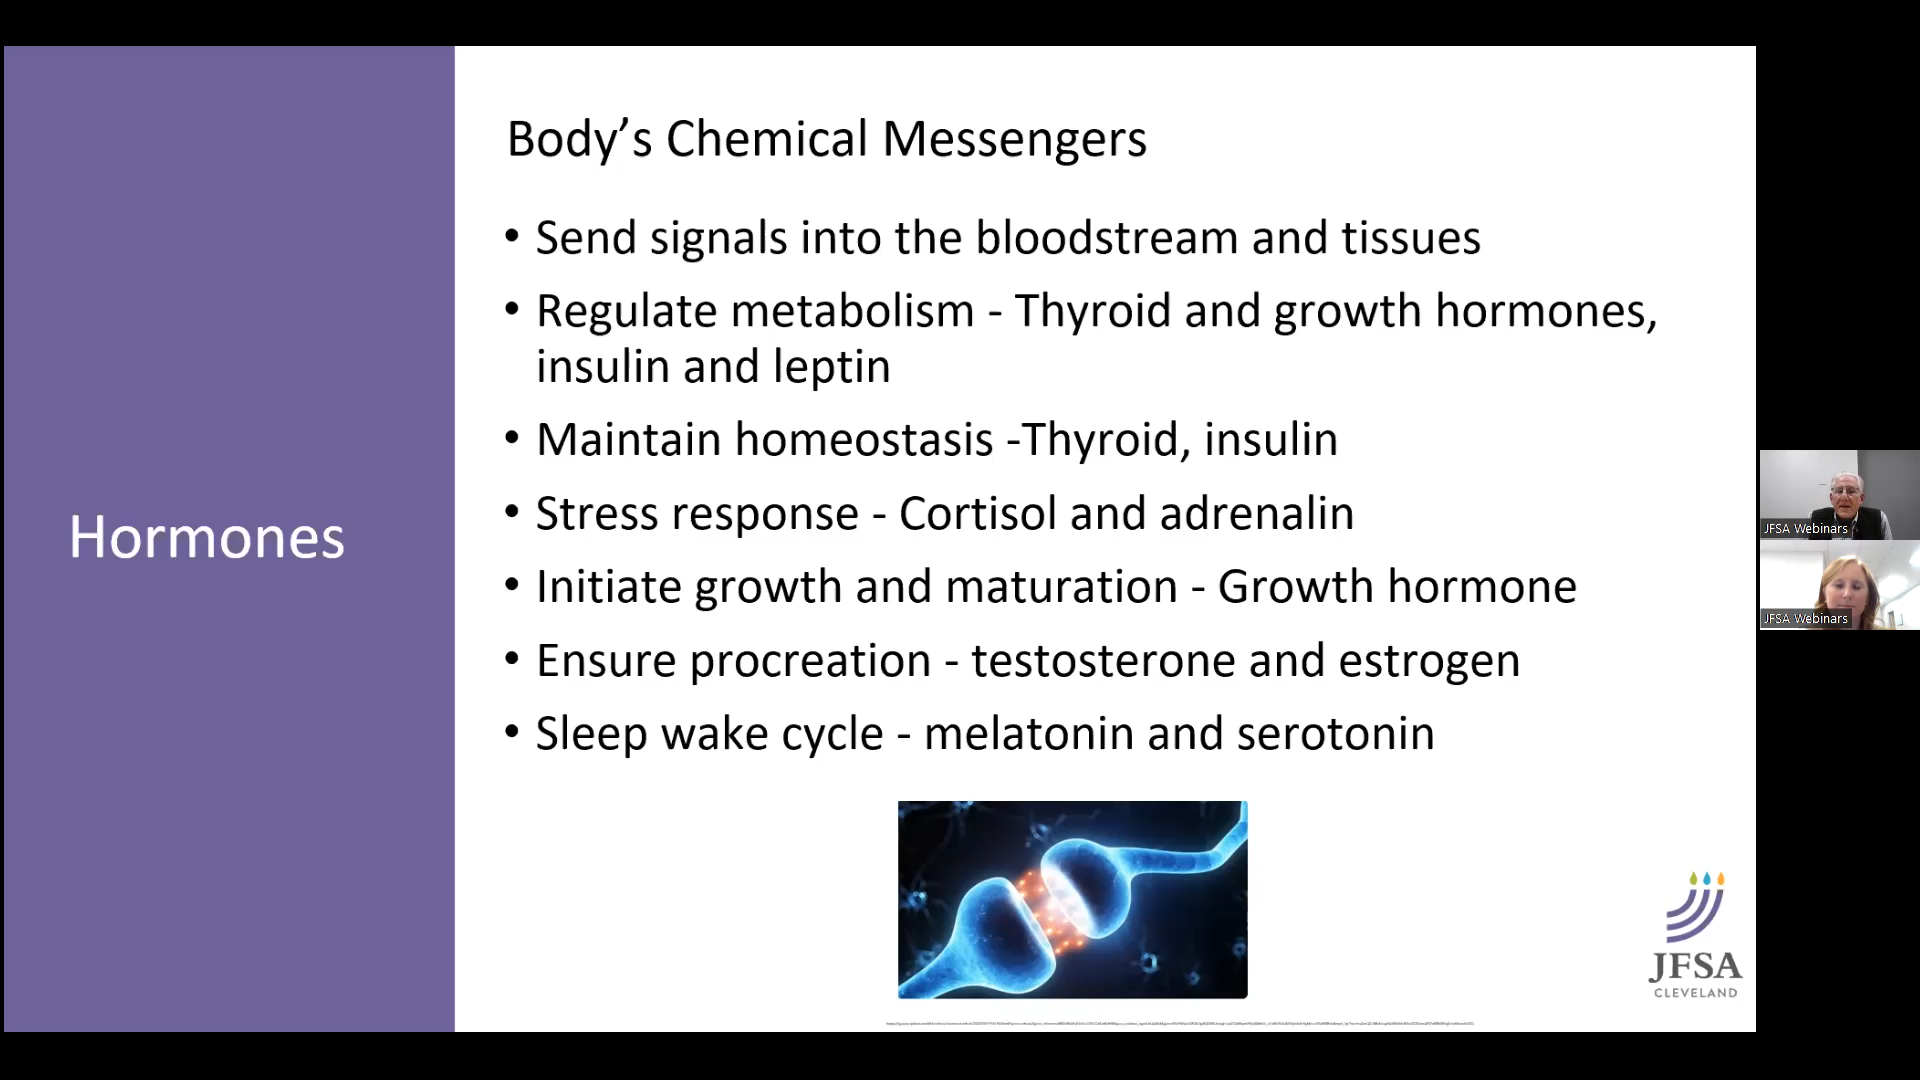 Hormones
Body’s Chemical Messengers
• Send signals into the bloodstream and tissues
• Regulate metabolism - Thyroid and growth hormones,
insulin and leptin
• Maintain homeostasis -Thyroid, insulin
• Stress response - Cortisol and adrenalin
• Initiate growth and maturation - Growth hormone
• Ensure procreation - testosterone and estrogen
• Sleep wake cycle - melatonin and serotonin
JFSA
CLEVELAND
JFSA Webinars
JFSA Webinars